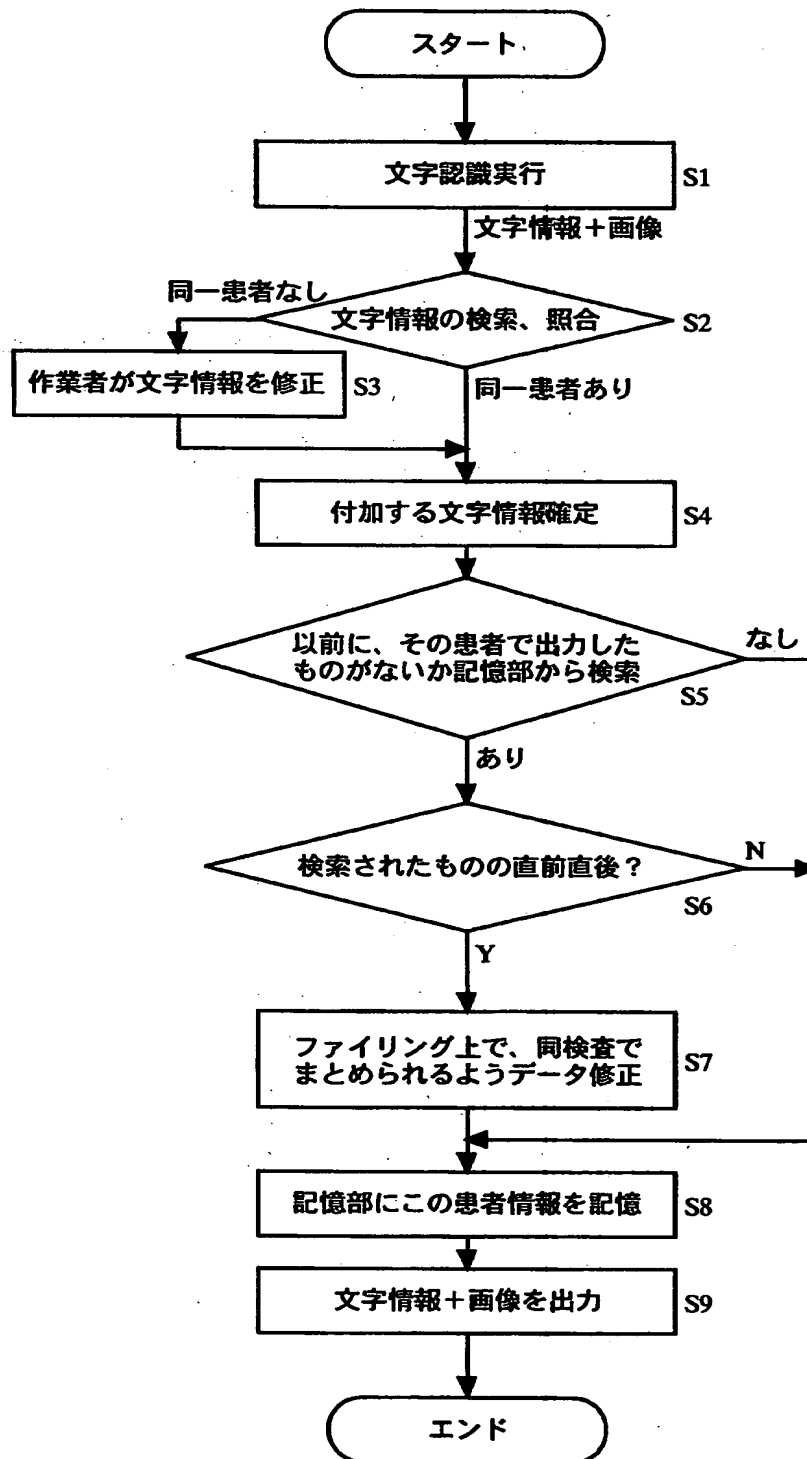 スタート
文字認識実行
S1
文字情報＋画像
同一患者なし
文字情報の検索、照合
S2
作業者が文字情報を修正
S3
同一患者あり
付加する文字情報確定
S4
以前に、その患者で出力した
ものがないか記憶部から検索
なし
S5
あり
検索されたものの直前直後？
N
S6
Y
ファイリング上で、同検査で
まとめられるようデータ修正
S7
記憶部にこの患者情報を記憶
S8
文字情報＋画像を出力
S9
エンド